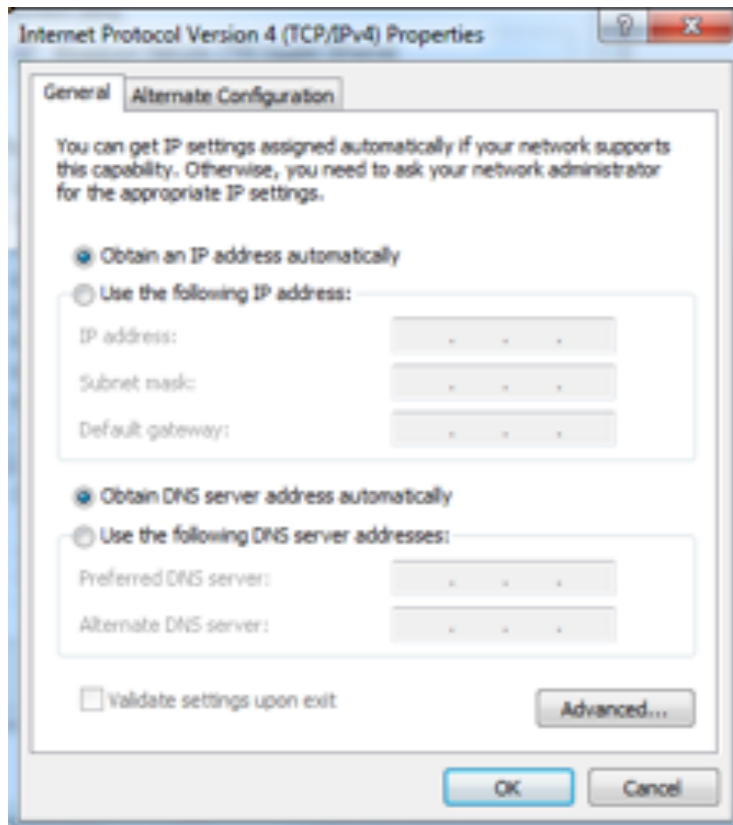 Internet Protocol Version 4 (TCP/IPv4) Properties
General
Alternate Configuration
You can get IP settings assigned automatically if your network supports
this capability. Otherwise, you need to ask your network administrator
for the appropriate IP settings.
Obtain an IP address automatically
Use the following IP address:
IP address:
Subnet mask:
Default gateway:
Obtain DNS server address automatically
Use the following DNS server addresses:
Preferred DNS server:
Alternate DNS server:
Validate settings upon exit
Advanced...
OK
Cancel